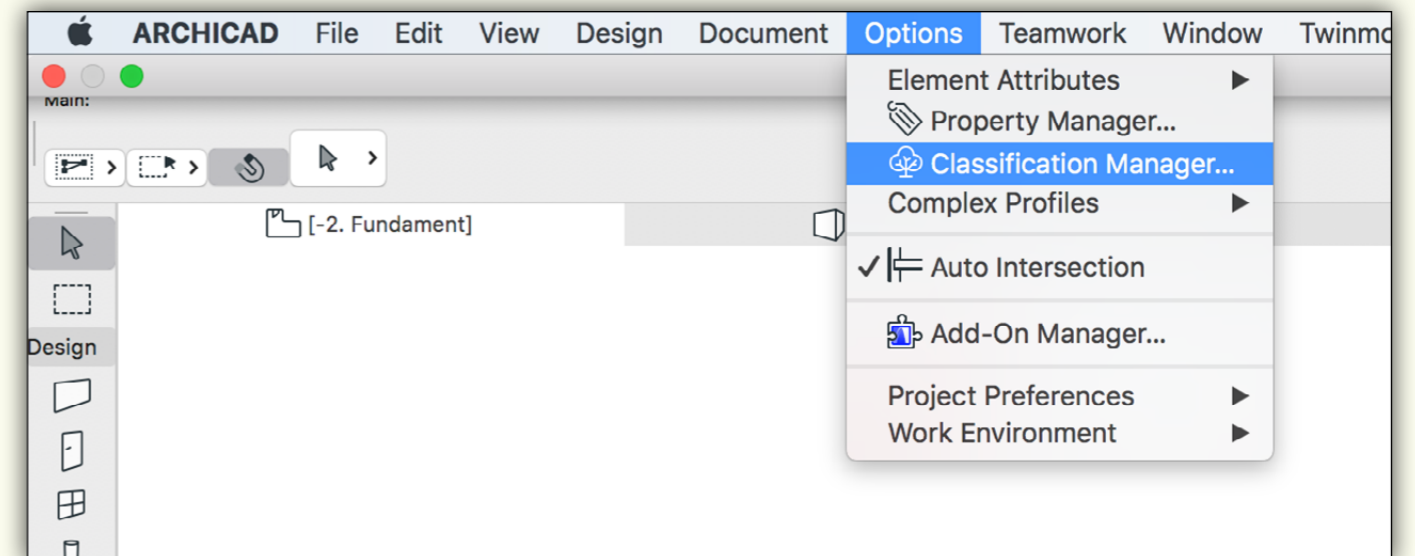 ARCHICAD File Edit View Design Document Options Teamwork Window
Main:
Element Attributes
Property Manager...
Classification Manager...
Complex Profiles
Auto Intersection
Add-On Manager...
Project Preferences
Work Environment
[-2. Fundament]
Design